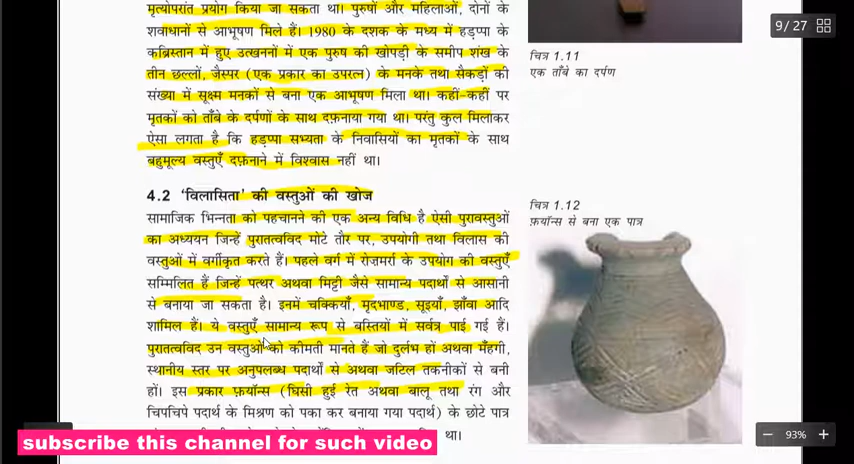 मृत्योपरांत प्रयोग किया जा सकता था। पुरुषों और महिलाओं, दोनों के
शवाधानों से आभूषण मिले हैं। 1980 के दशक के मध्य में हड़प्पा के
कब्रिस्तान में हुए उत्खननों में एक पुरुष की खोपड़ी के समीप शंख के
तीन छल्लों, जैस्पर (एक प्रकार का उपरत्न) के मनके तथा सैकड़ों की
संख्या में सूक्ष्म मनकों से बना एक आभूषण मिला था। कहीं-कहीं पर
मृतकों को ताँबे के दर्पणों के साथ दफ़नाया गया था। परंतु कुल मिलाकर
ऐसा लगता है कि हड़प्पा सभ्यता के निवासियों का मृतकों के साथ
बहुमूल्य वस्तुएँ दफ़नाने में विश्वास नहीं था।
4.2 'विलासिता' की वस्तुओं की खोज
सामाजिक भिन्नता को पहचानने की एक अन्य विधि है ऐसी पुरावस्तुओं
का अध्ययन जिन्हें पुरातत्वविद मोटे तौर पर, उपयोगी तथा विलास की
वस्तुओं में वर्गीकृत करते हैं। पहले वर्ग में रोज़मर्रा के उपयोग की वस्तुएँ
सम्मिलित हैं जिन्हें पत्थर अथवा मिट्टी जैसे सामान्य पदार्थों से आसानी
से बनाया जा सकता है। इनमें चक्कियाँ, मृदभाण्ड, सूइयाँ, झाँवा आदि
शामिल हैं। ये वस्तुएँ सामान्य रूप से बस्तियों में सर्वत्र पाई गई हैं।
पुरातत्वविद उन वस्तुओं को कीमती मानते हैं जो दुर्लभ हों अथवा मँहगी,
स्थानीय स्तर पर अनुपलब्ध पदार्थों से अथवा जटिल तकनीकों से बनी
हों। इस प्रकार फ़यॉन्स (घिसी हुई रेत अथवा बालू तथा रंग और
चिपचिपे पदार्थ के मिश्रण को पका कर बनाया गया पदार्थ) के छोटे पात्र
था।
चित्र 1.11
एक ताँबे का दर्पण
चित्र 1.12
फ़यॉन्स से बना एक पात्र
9/27
93%
subscribe this channel for such video